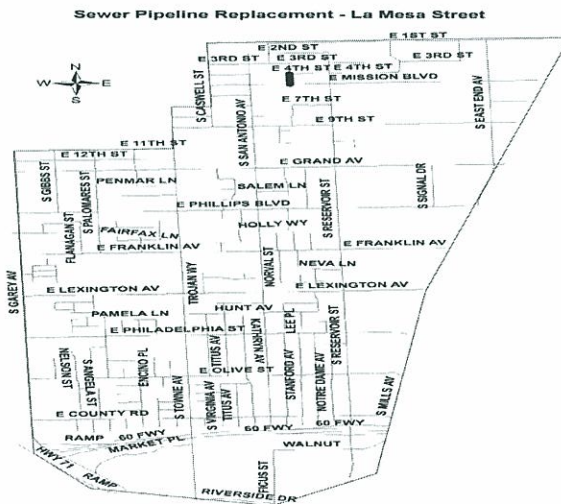 Sewer Pipeline Replacement - La Mesa Street
E 1ST ST
E 2ND ST
E 3RD ST
E 3RD ST
E 3RD ST
E 4TH ST
E 4TH ST
E MISSION BLVD
N
W
E
S
S CASWELL ST
S SAN ANTONIO AV
S EAST END AV
E 7TH ST
E 9TH ST
E 11TH ST
E 12TH ST
E GRAND AV
S GIBBS ST
S PALOMARES ST
FLANAGAN ST
PENMAR LN
SALEM LN
S RESERVOIR ST
S SIGNAL DR
E PHILLIPS BLVD
FAIRFAX LN
HOLLY WY
E FRANKLIN AV
E FRANKLIN AV
NORVAL ST
NEVA LN
TROJAN WY
S GAREY AV
E LEXINGTON AV
E LEXINGTON AV
PAMELA LN
HUNT AV
E PHILADELPHIA ST
KATHRYN AV
LEE PL
S RESERVOIR ST
TITUS AV
NELSON ST
S ANGELA ST
ENCINO PL
E OLIVE ST
STANFORD AV
NOTRE DAME AV
S TOWNE AV
S VIRGINIA AV
TITUS AV
S MILLS AV
E COUNTY RD
RAMP
60 FWY
60 FWY
60 FWY
MARKET PL
WALNUT
HWY 71
RAMP
FICUS ST
RIVERSIDE DR